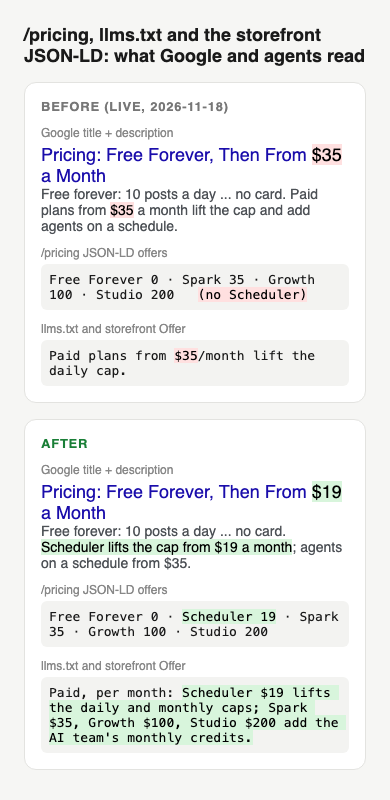 /pricing, llms.txt and the storefront
JSON-LD: what Google and agents read
BEFORE (LIVE, 2026-11-18)
Google title + description
Pricing: Free Forever, Then From $35
a Month
Free forever: 10 posts a day ... no card. Paid
plans from $35 a month lift the cap and add
agents on a schedule.
/pricing JSON-LD offers
Free Forever 0 · Spark 35 · Growth
100 · Studio 200 (no Scheduler)
llms.txt and storefront Offer
Paid plans from $35/month lift the
daily cap.
AFTER
Google title + description
Pricing: Free Forever, Then From $19
a Month
Free forever: 10 posts a day ... no card.
Scheduler lifts the cap from $19 a month; agents
on a schedule from $35.
/pricing JSON-LD offers
Free Forever 0 · Scheduler 19 · Spark
35 · Growth 100 · Studio 200
llms.txt and storefront Offer
Paid, per month: Scheduler $19 lifts
the daily and monthly caps; Spark
$35, Growth $100, Studio $200 add the
AI team's monthly credits.